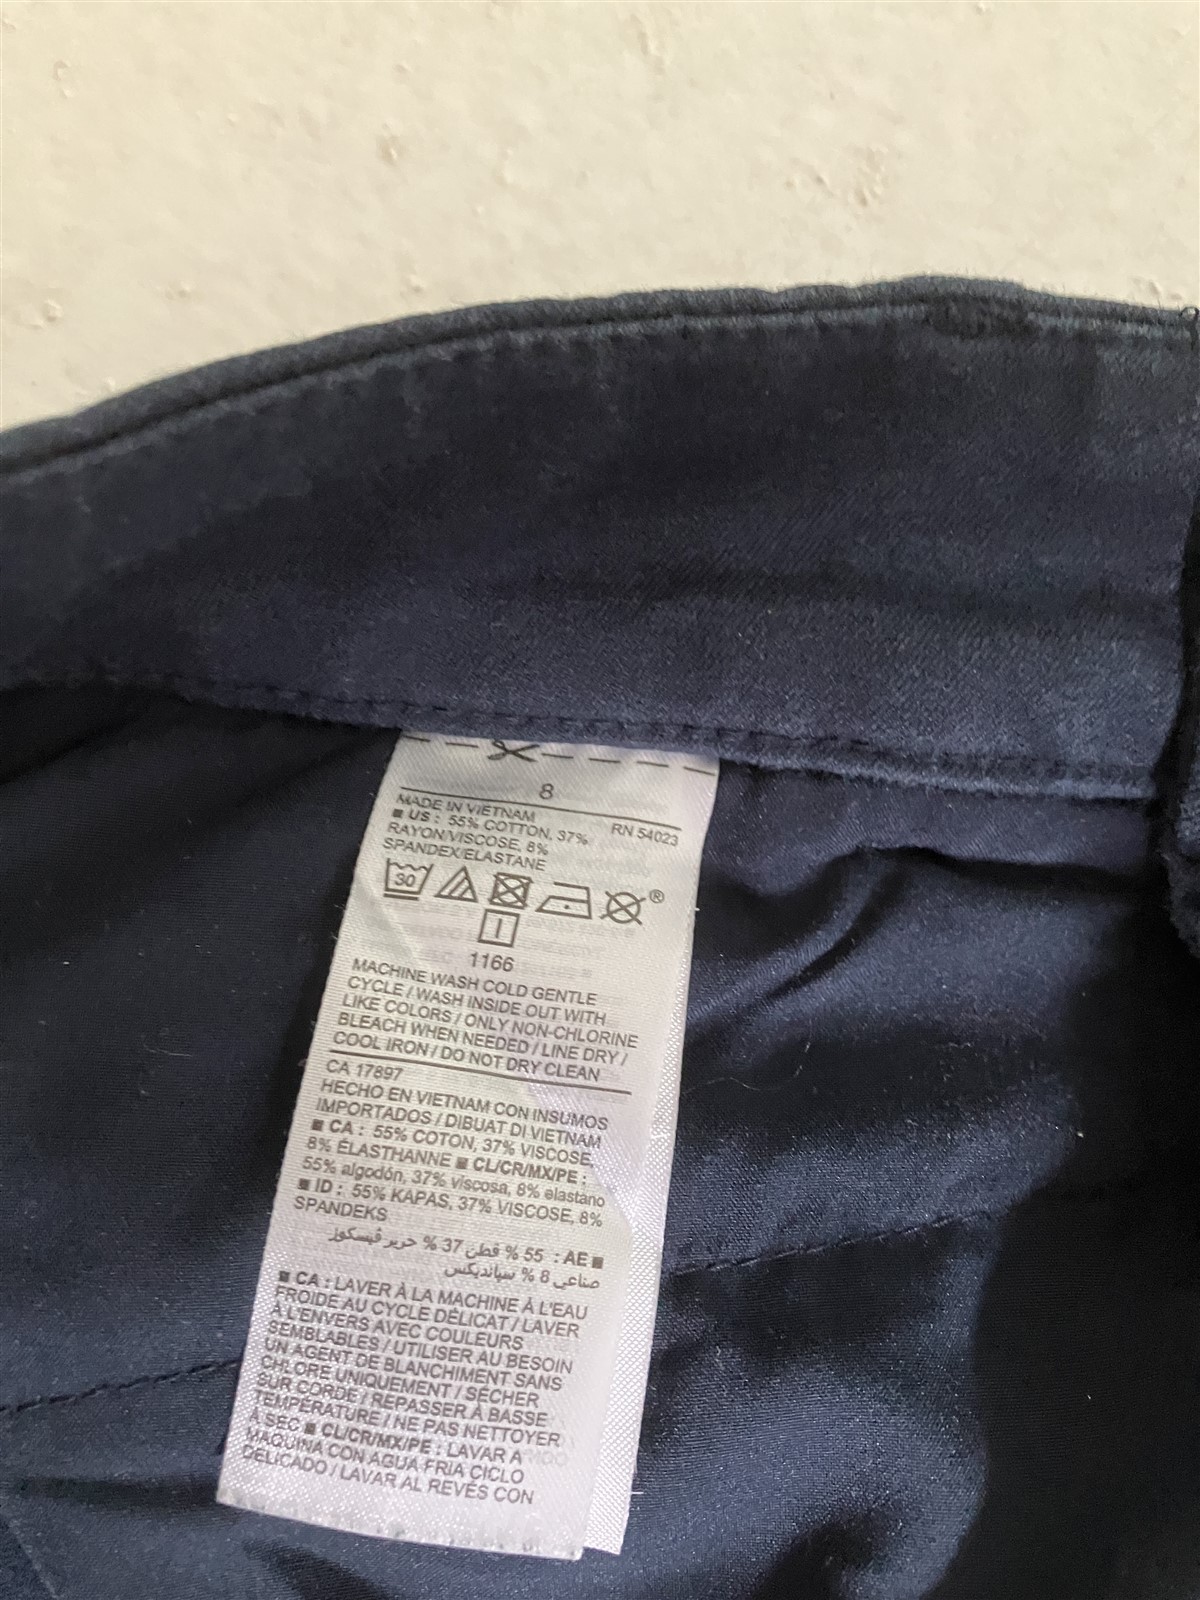 8
MADE IN VIETNAM
RN 54023
■ US : 55% COTTON, 37%
RAYON/VISCOSE, 8%
SPANDEX/ELASTANE
30
®
1166
MACHINE WASH COLD GENTLE
CYCLE / WASH INSIDE OUT WITH
LIKE COLORS / ONLY NON-CHLORINE
BLEACH WHEN NEEDED / LINE DRY /
COOL IRON / DO NOT DRY CLEAN
CA 17897
HECHO EN VIETNAM CON INSUMOS
IMPORTADOS / DIBUAT DI VIETNAM
■ CA : 55% COTON, 37% VISCOSE,
8% ÉLASTHANNE ■ CL/CR/MX/PE :
55% algodón, 37% viscosa, 8% elastano
■ ID : 55% KAPAS, 37% VISCOSE, 8%
SPANDEKS
■ AE : 55 % قطن 37 % حرير ڤيسكوز
صناعي 8 % سپانديكس
■ CA : LAVER À LA MACHINE À L'EAU
FROIDE AU CYCLE DÉLICAT / LAVER
À L'ENVERS AVEC COULEURS
SEMBLABLES / UTILISER AU BESOIN
UN AGENT DE BLANCHIMENT SANS
CHLORE UNIQUEMENT / SÉCHER
SUR CORDE / REPASSER À BASSE
TEMPÉRATURE / NE PAS NETTOYER
À SEC ■ CL/CR/MX/PE : LAVAR A
MAQUINA CON AGUA FRIA CICLO
DELICADO / LAVAR AL REVÉS CON